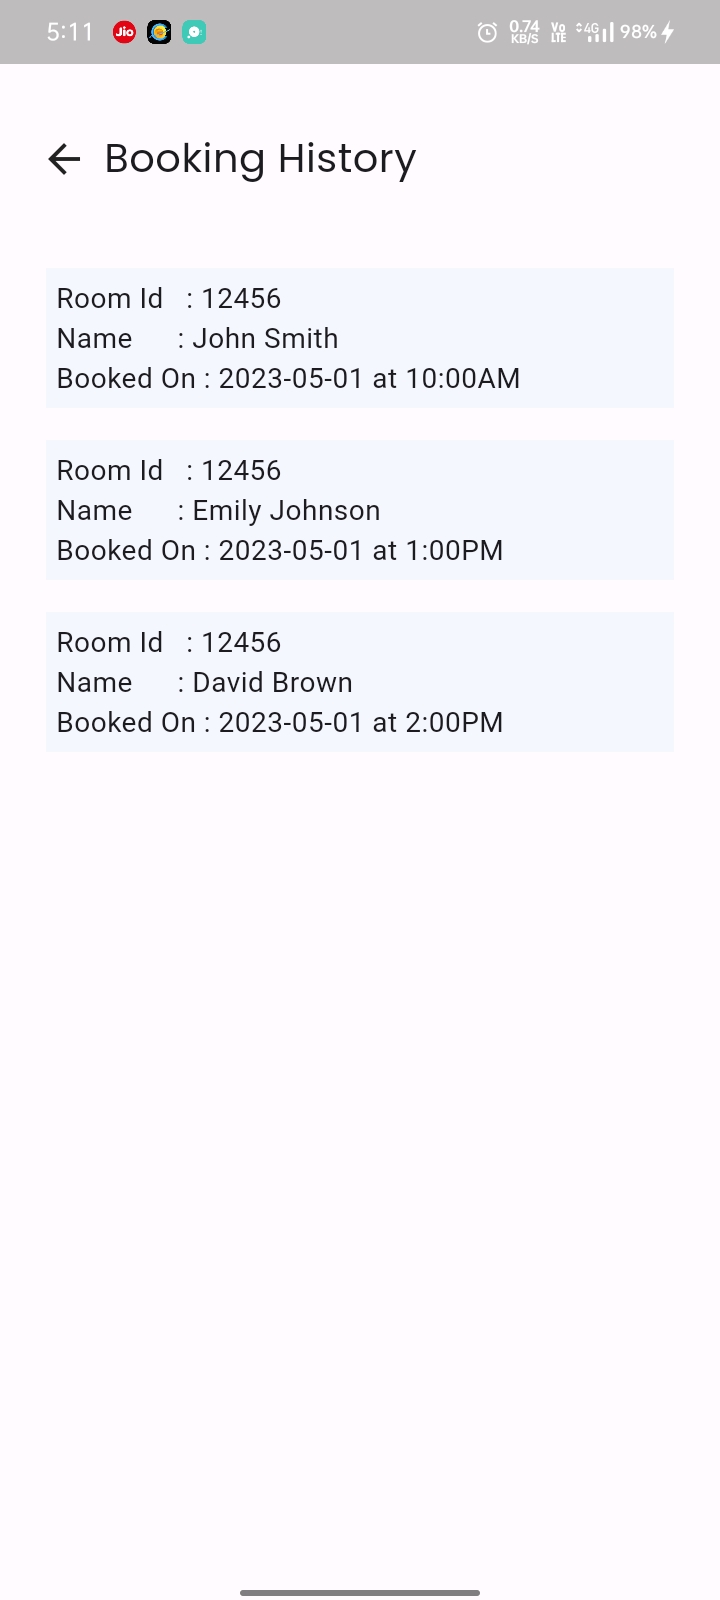 5:11 Jio 0.74 KB/S Vo LTE 4G 98%
Booking History
Room Id : 12456
Name : John Smith
Booked On : 2023-05-01 at 10:00AM
Room Id : 12456
Name : Emily Johnson
Booked On : 2023-05-01 at 1:00PM
Room Id : 12456
Name : David Brown
Booked On : 2023-05-01 at 2:00PM